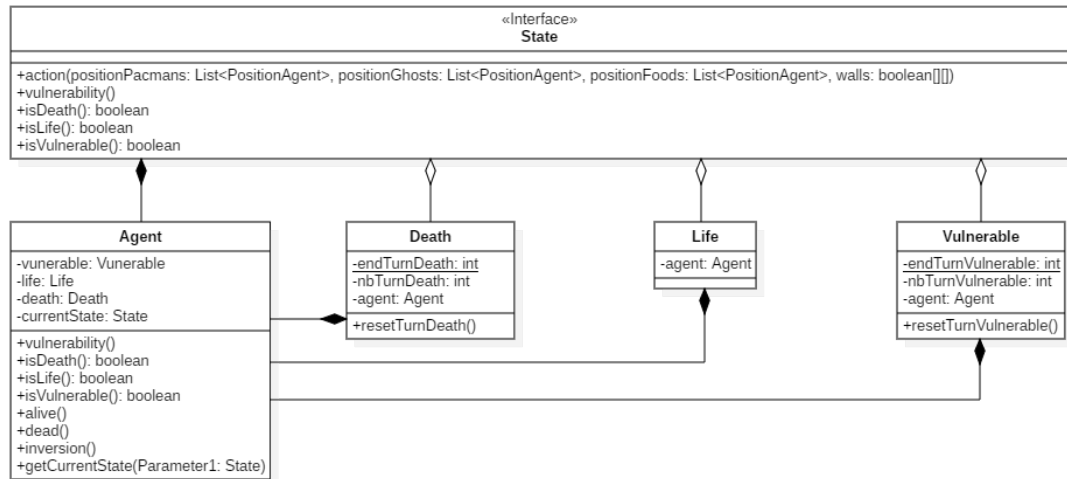 «Interface»
State
+action(positionPacmans: List<PositionAgent>, positionGhosts: List<PositionAgent>, positionFoods: List<PositionAgent>, walls: boolean[][])
+vulnerability()
+isDeath(): boolean
+isLife(): boolean
+isVulnerable(): boolean
Agent
-vunerable: Vunerable
-life: Life
-death: Death
-currentState: State
+vulnerability()
+isDeath(): boolean
+isLife(): boolean
+isVulnerable(): boolean
+alive()
+dead()
+inversion()
+getCurrentState(Parameter1: State)
Death
-endTurnDeath: int
-nbTurnDeath: int
-agent: Agent
+resetTurnDeath()
Life
-agent: Agent
Vulnerable
-endTurnVulnerable: int
-nbTurnVulnerable: int
-agent: Agent
+resetTurnVulnerable()